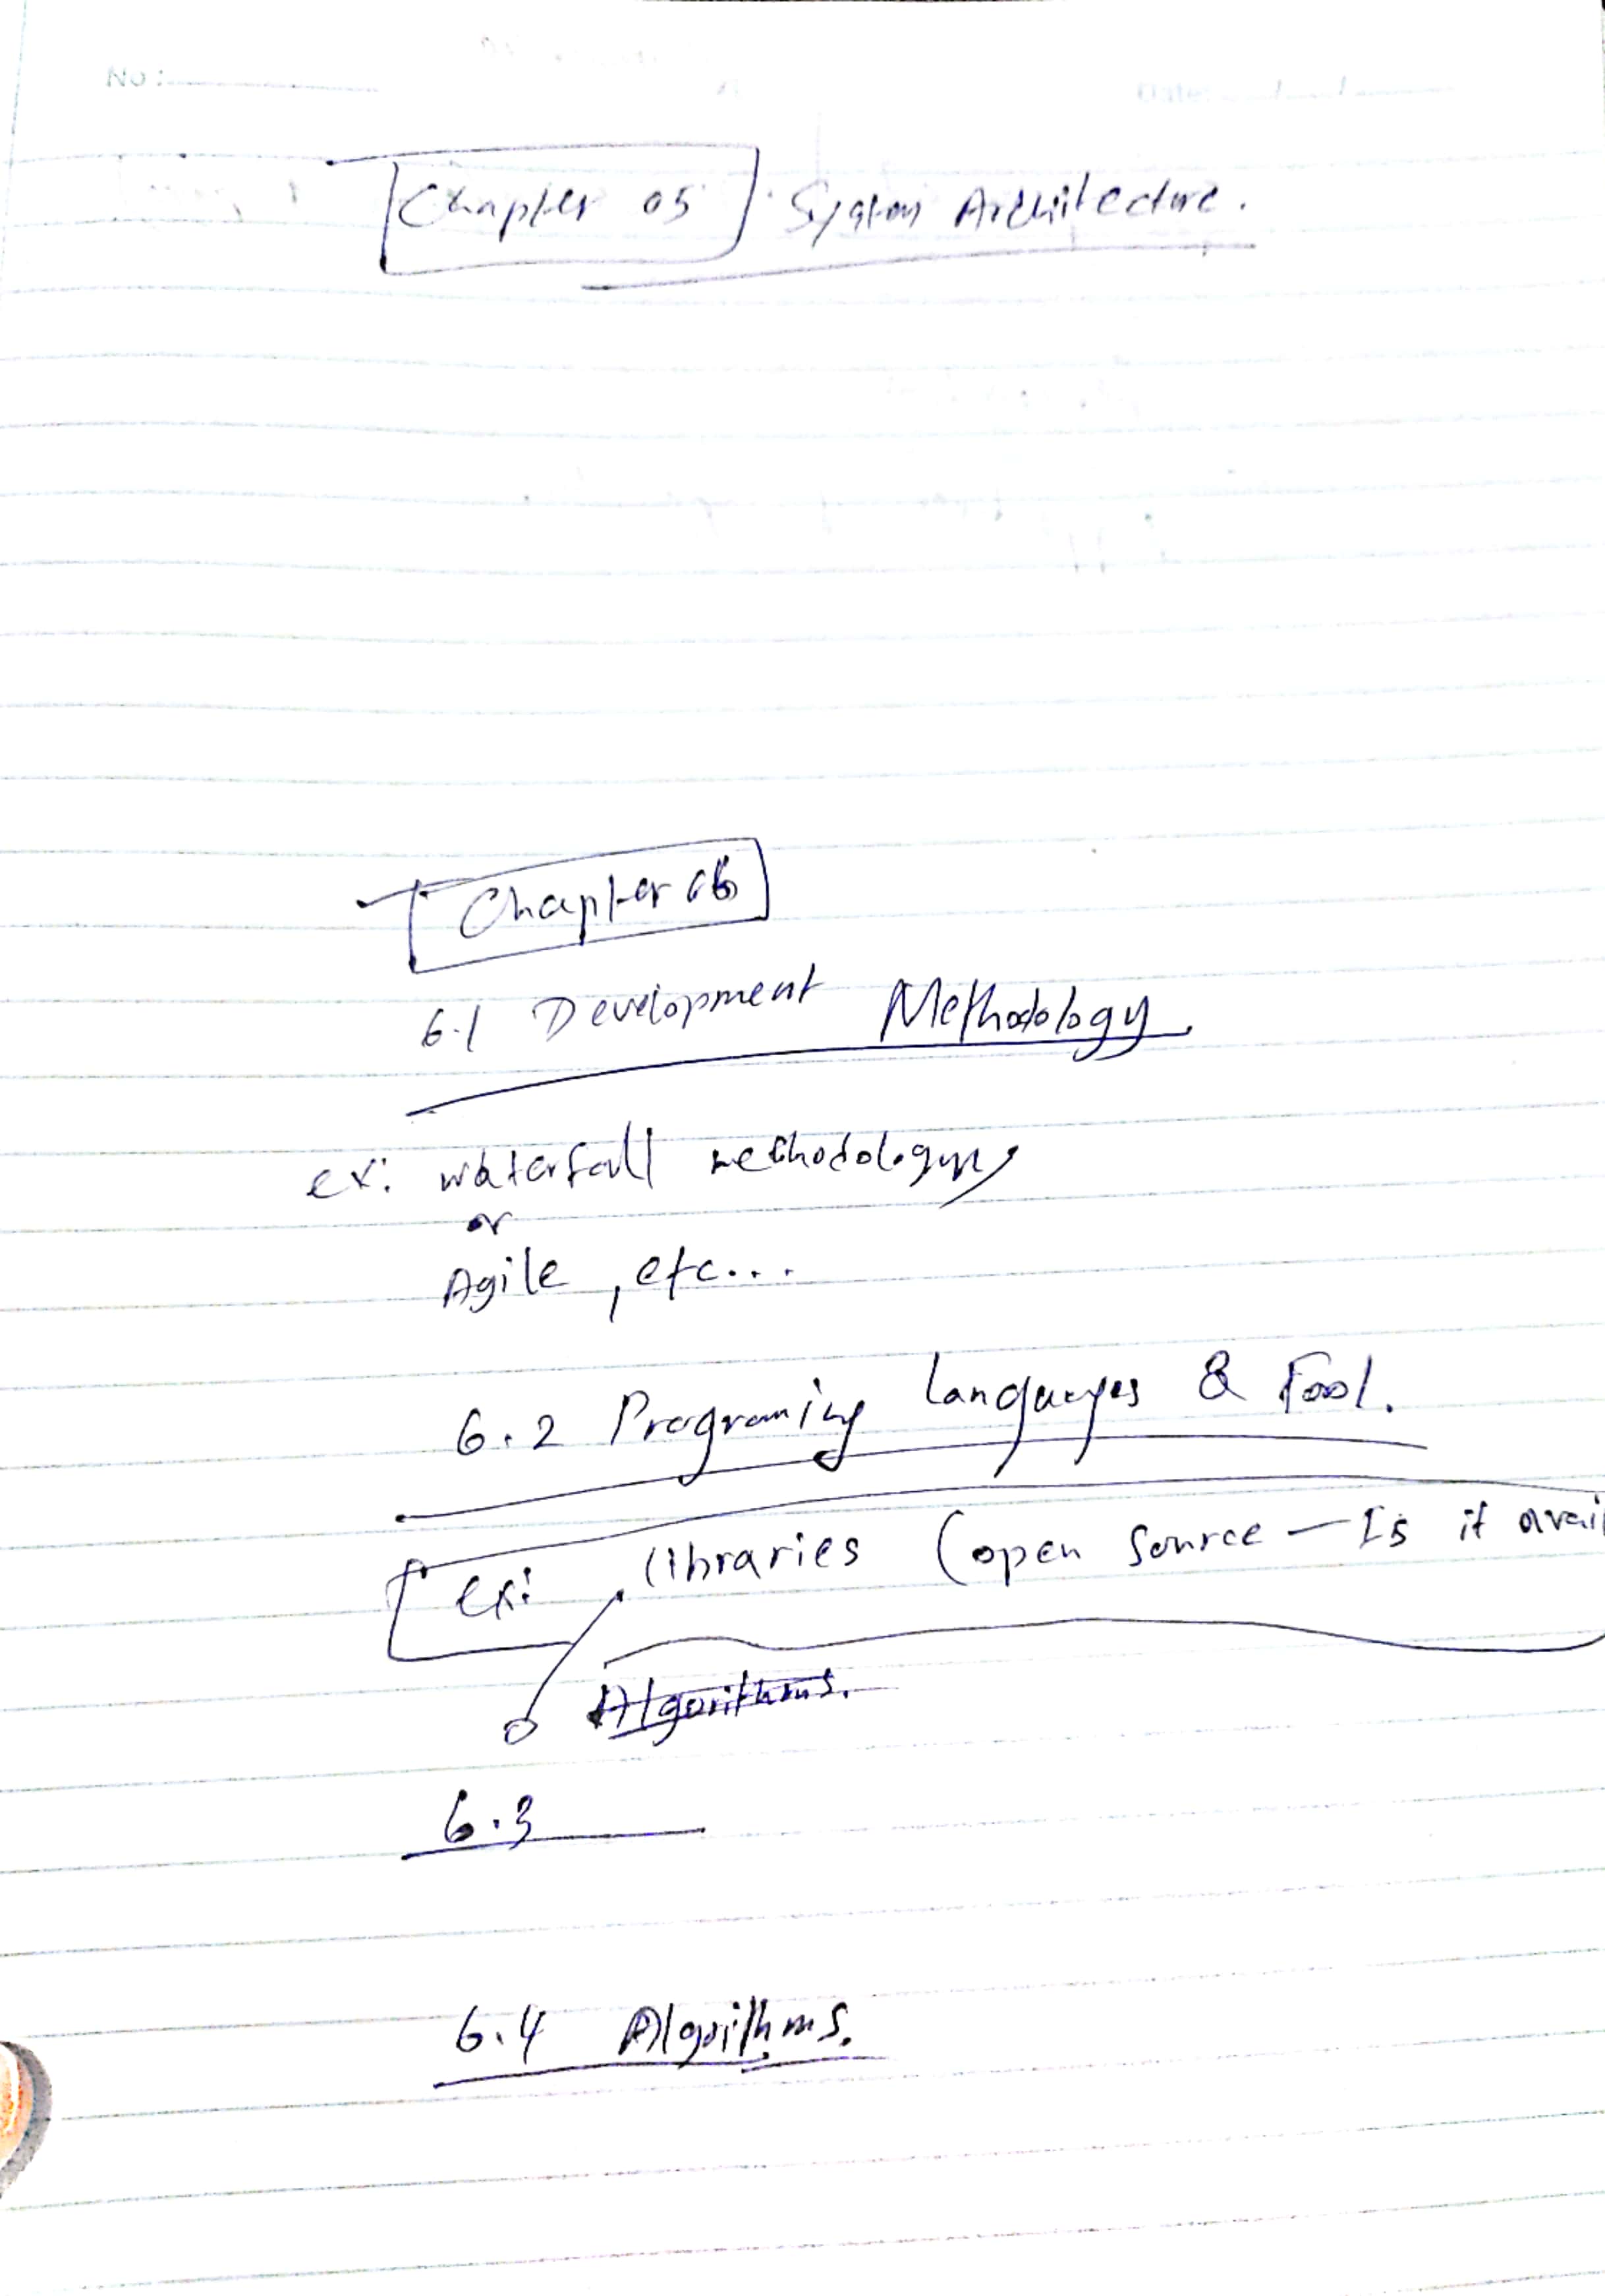 No :
Date:
Chapter 05 : System Architecture.
Chapter 06
6.1 Development Methodology.
ex: waterfall methodology
or
Agile, etc...
6.2 Programing Languages & Tool.
ex: libraries (open source — Is it avai
Algorithms.
6.3
6.4 Algorithms.